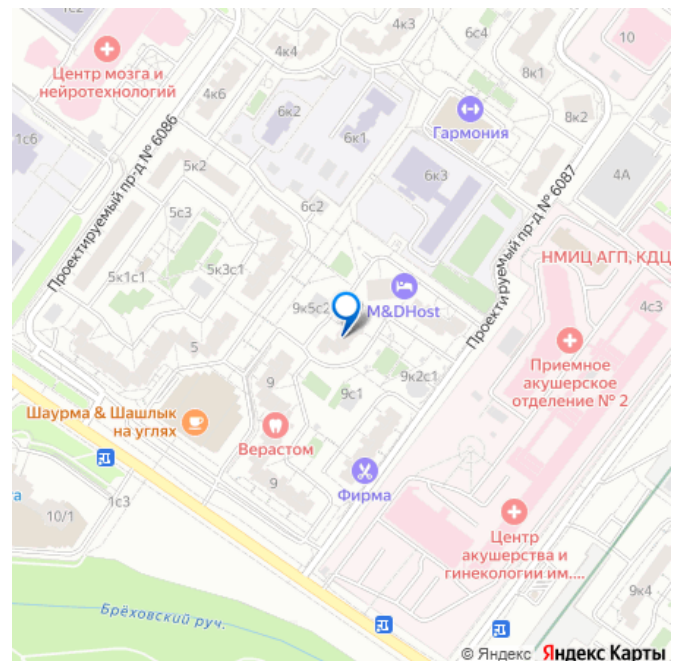 1с2
4к3
6с4
10
4к4
8к1
Центр мозга и
нейротехнологий
4к6
6к2
8к2
Гармония
1с6
6к1
Проектируемый пр-д № 6086
5к2
6к3
4А
5с3
6с2
Проектируемый пр-д № 6087
НМИЦ АГП, КДЦ
5к1с1
5к3с1
9к5с2
M&DHost
4с3
5
Приемное
акушерское
отделение № 2
9
9с1
9к2с1
Шаурма & Шашлык
на углях
Верастом
9
Фирма
а
10/1
1с3
Центр
акушерства и
гинекологии им....
9к4
Брёховский руч.
© Яндекс Яндекс Карты